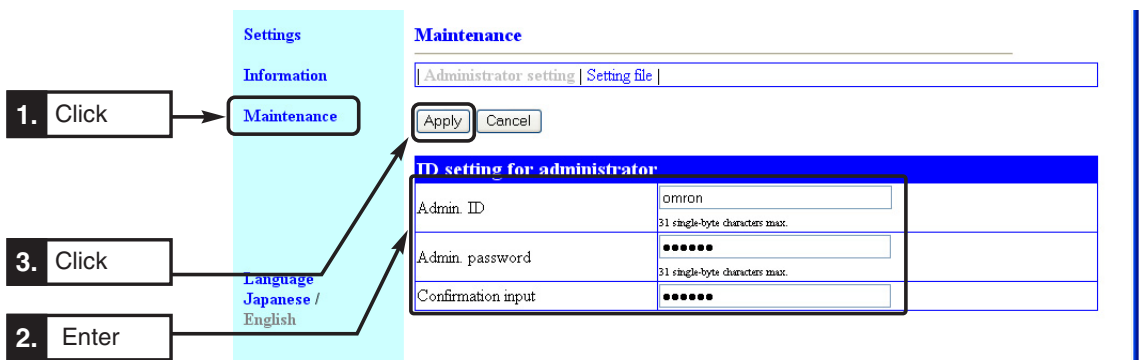 Settings
Information
Maintenance
Language
Japanese /
English
Maintenance
| Administrator setting | Setting file |
Apply Cancel
ID setting for administrator
Admin. ID omron
31 single-byte characters max.
Admin. password ●●●●●●
31 single-byte characters max.
Confirmation input ●●●●●●
1. Click
3. Click
2. Enter